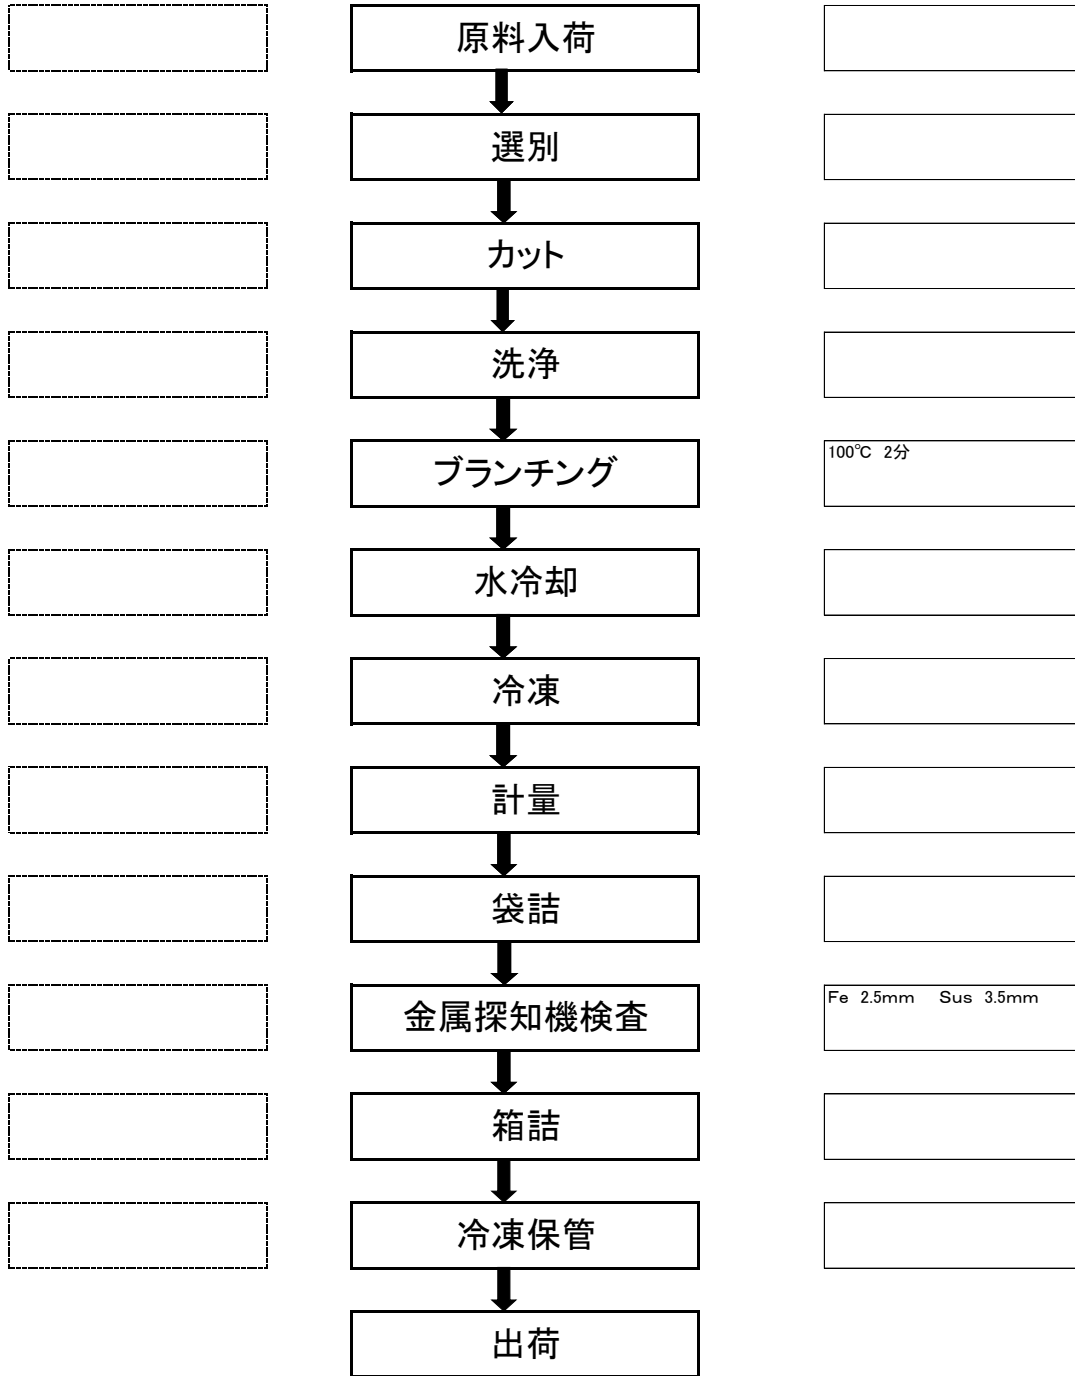 原料入荷
選別
カット
洗浄
ブランチング
100℃ 2分
水冷却
冷凍
計量
袋詰
金属探知機検査
Fe 2.5mm Sus 3.5mm
箱詰
冷凍保管
出荷